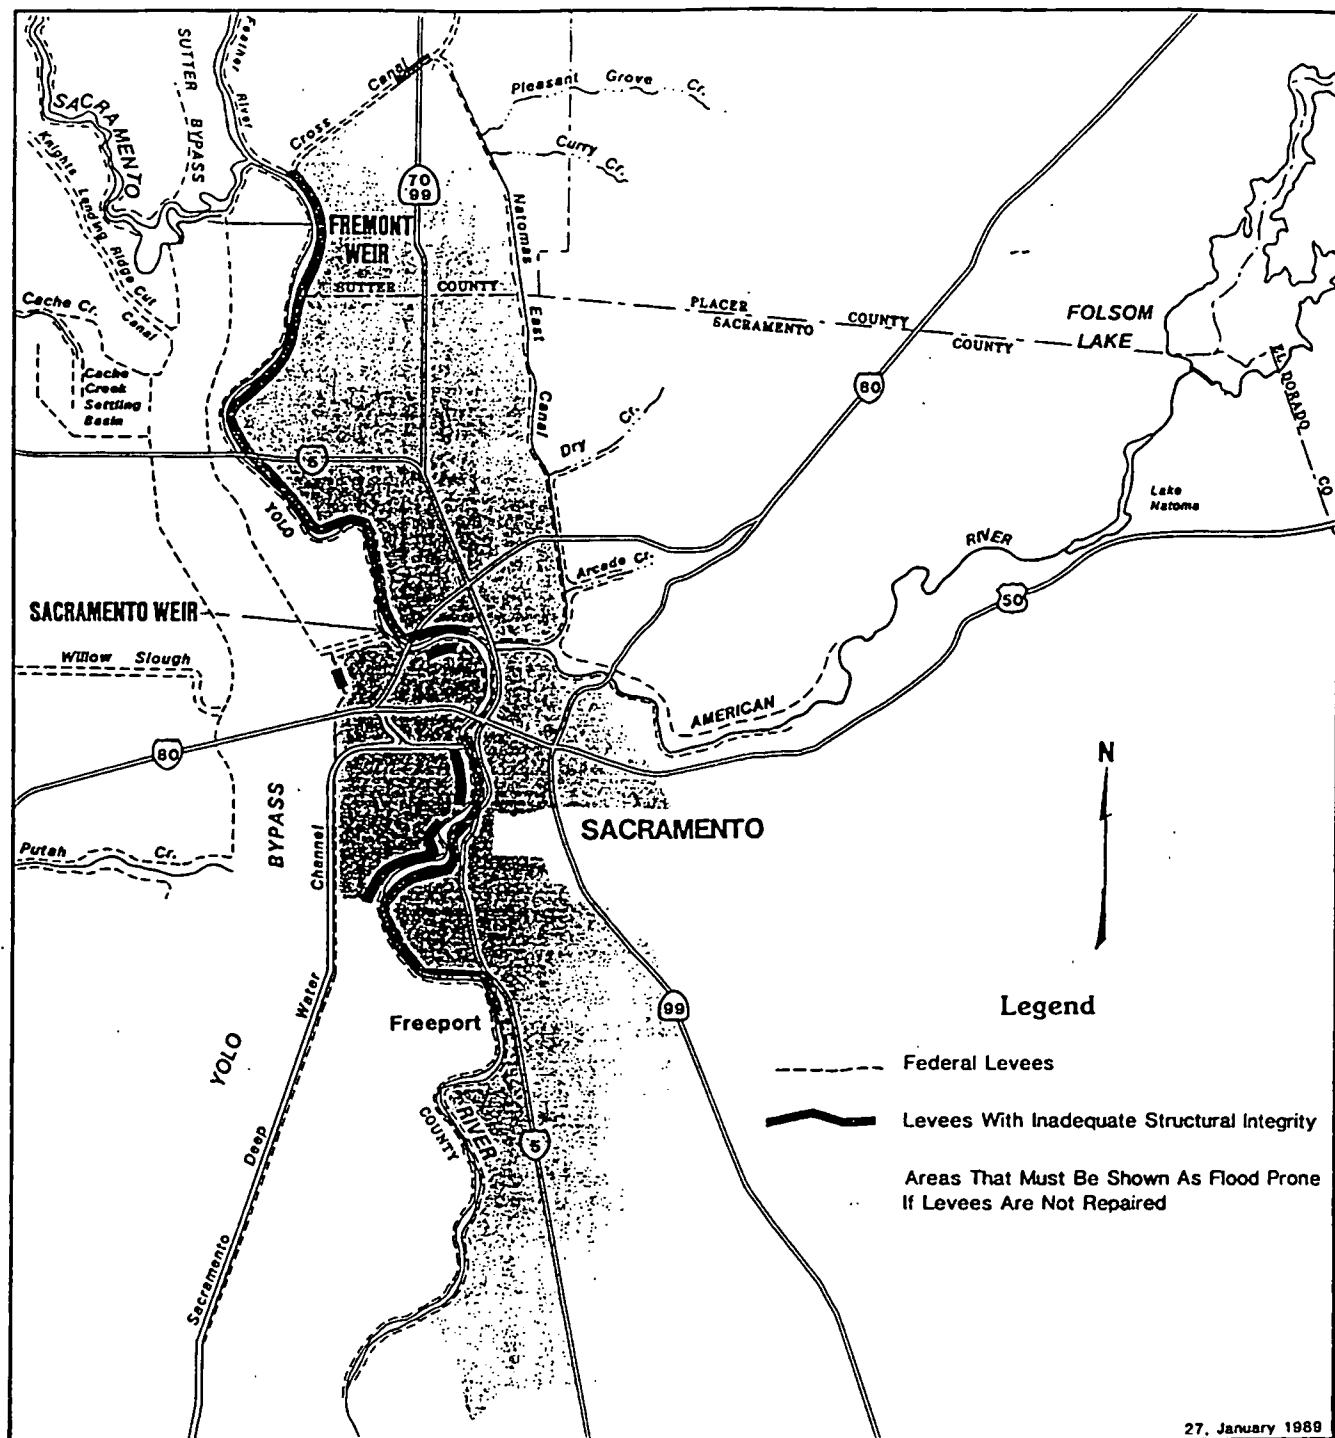 Feather
River
SUTTER
BYPASS
SACRAMENTO
Cross
Canal
Pleasant Grove Cr.
Curry Cr.
Knights Landing Ridge Cut
Canal
70
99
Natomas
East
Canal
FREMONT
WEIR
SUTTER COUNTY
PLACER COUNTY
SACRAMENTO COUNTY
FOLSOM
LAKE
EL DORADO CO
Cache Cr.
Cache
Creek
Settling
Basin
80
Dry Cr.
5
YOLO
Lake
Natoma
RIVER
Arcade Cr.
50
SACRAMENTO WEIR
Willow Slough
AMERICAN
80
N
BYPASS
Channel
SACRAMENTO
Putah Cr.
Water
99
Legend
Freeport
YOLO
Federal Levees
COUNTY
RIVER
5
Levees With Inadequate Structural Integrity
Deep
Areas That Must Be Shown As Flood Prone
If Levees Are Not Repaired
Sacramento
27, January 1989